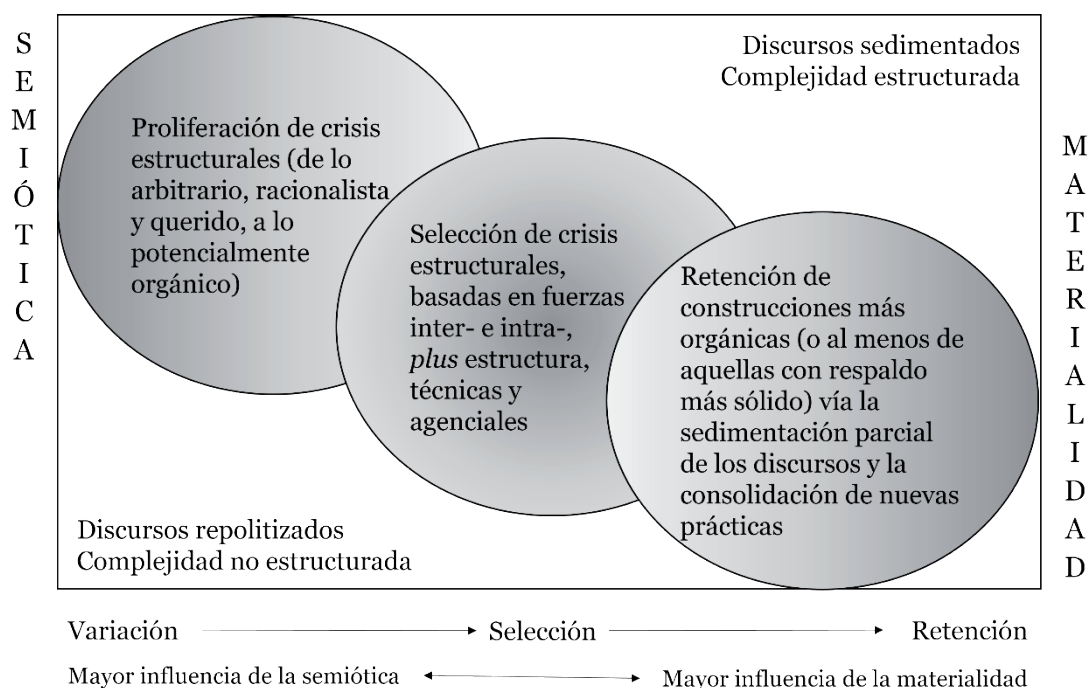 SEMIÓTICA
Discursos sedimentados
Complejidad estructurada
Proliferación de crisis
estructurales (de lo
arbitrario, racionalista
y querido, a lo
potencialmente
orgánico)
Selección de crisis
estructurales,
basadas en fuerzas
inter- e intra-,
plus estructura,
técnicas y
agenciales
Retención de
construcciones más
orgánicas (o al menos de
aquellas con respaldo
más sólido) vía la
sedimentación parcial
de los discursos y la
consolidación de nuevas
prácticas
MATERIALIDAD
Discursos repolitizados
Complejidad no estructurada
Variación Selección Retención
Mayor influencia de la semiótica Mayor influencia de la materialidad